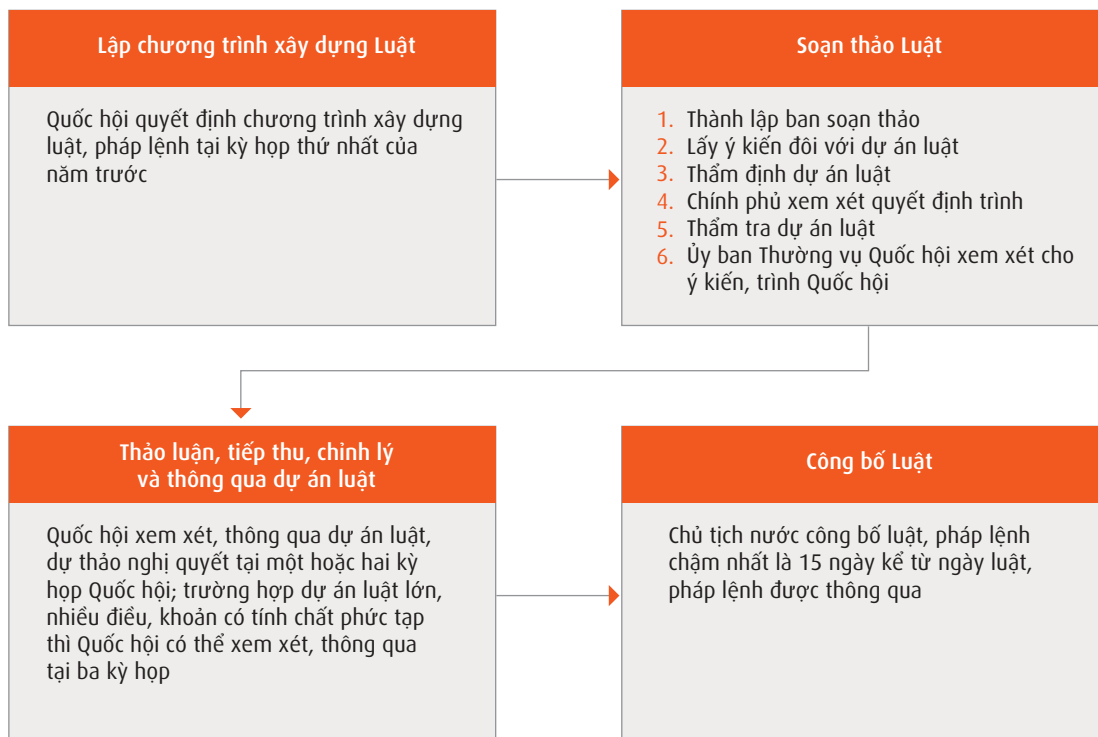 Lập chương trình xây dựng Luật
Quốc hội quyết định chương trình xây dựng
luật, pháp lệnh tại kỳ họp thứ nhất của
năm trước
Soạn thảo Luật
1. Thành lập ban soạn thảo
2. Lấy ý kiến đôi với dự án luật
3. Thẩm định dự án luật
4. Chính phủ xem xét quyết định trình
5. Thẩm tra dự án luật
6. Ủy ban Thường vụ Quốc hội xem xét cho
ý kiến, trình Quốc hội
Thảo luận, tiếp thu, chỉnh lý
và thông qua dự án luật
Quốc hội xem xét, thông qua dự án luật,
dự thảo nghị quyết tại một hoặc hai kỳ
họp Quốc hội; trường hợp dự án luật lớn,
nhiều điều, khoản có tính chất phức tạp
thì Quốc hội có thể xem xét, thông qua
tại ba kỳ họp
Công bố Luật
Chủ tịch nước công bố luật, pháp lệnh
chậm nhất là 15 ngày kể từ ngày luật,
pháp lệnh được thông qua